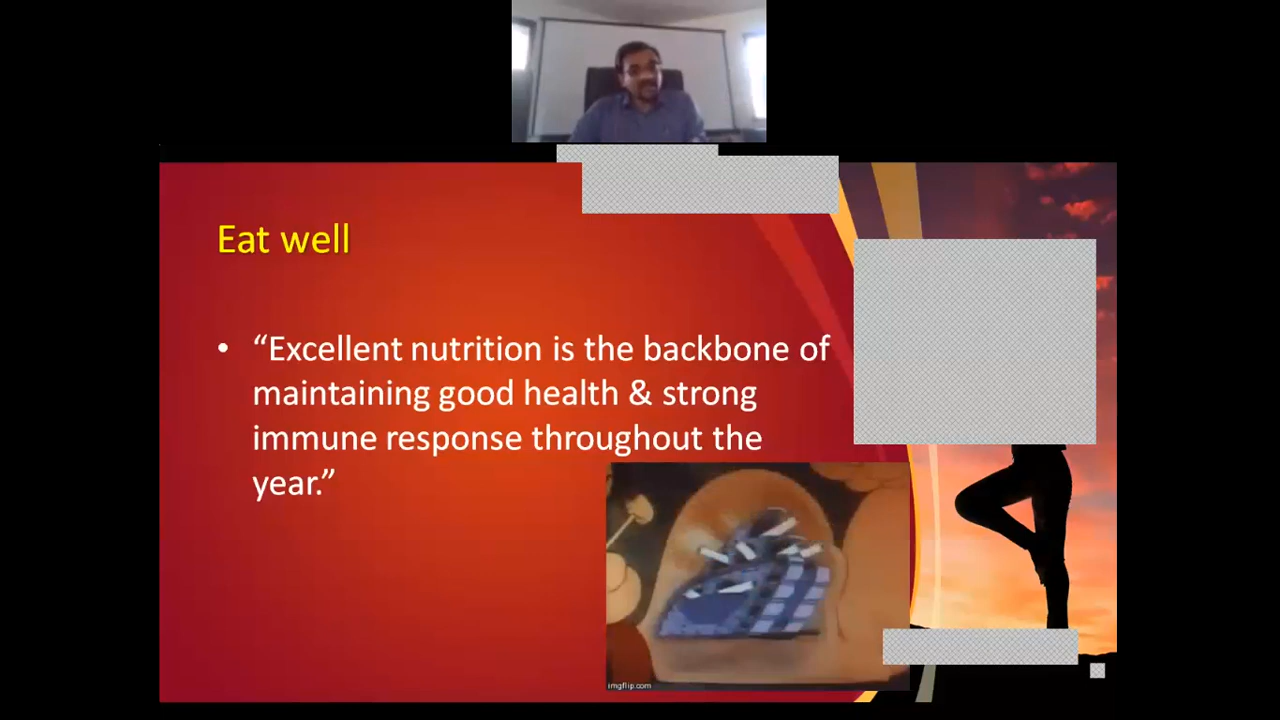 Eat well
• “Excellent nutrition is the backbone of
maintaining good health & strong
immune response throughout the
year.”
imgflip.com